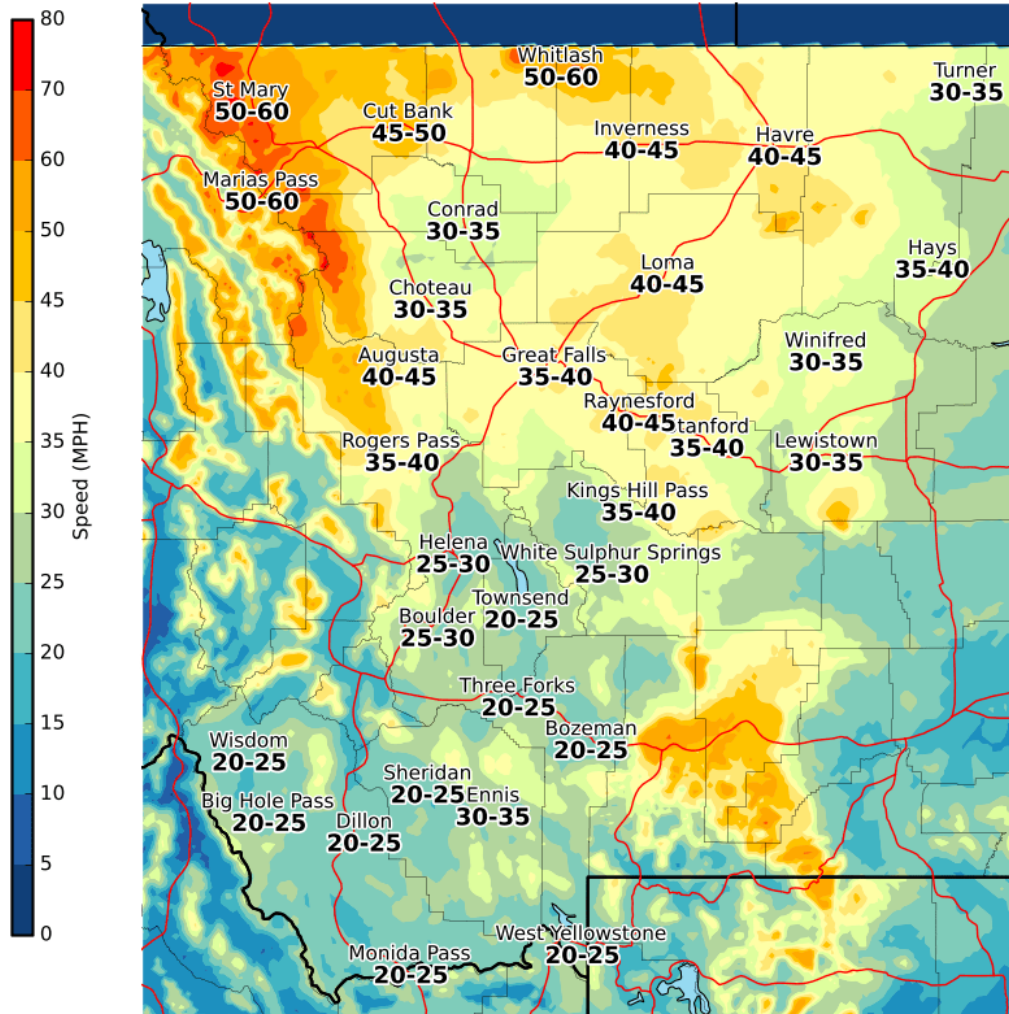 80
70
60
50
45
40
35
30
25
20
15
10
5
0
Speed (MPH)
Whitlash
50-60
Turner
30-35
St Mary
50-60
Cut Bank
45-50
Inverness
40-45
Havre
40-45
Marias Pass
50-60
Conrad
30-35
Hays
35-40
Loma
40-45
Choteau
30-35
Winifred
30-35
Augusta
40-45
Great Falls
35-40
Raynesford
40-45
tanford
35-40
Lewistown
30-35
Rogers Pass
35-40
Kings Hill Pass
35-40
Helena
25-30
White Sulphur Springs
25-30
Townsend
20-25
Boulder
25-30
Three Forks
20-25
Bozeman
20-25
Wisdom
20-25
Sheridan
20-25
Ennis
30-35
Big Hole Pass
20-25
Dillon
20-25
West Yellowstone
20-25
Monida Pass
20-25